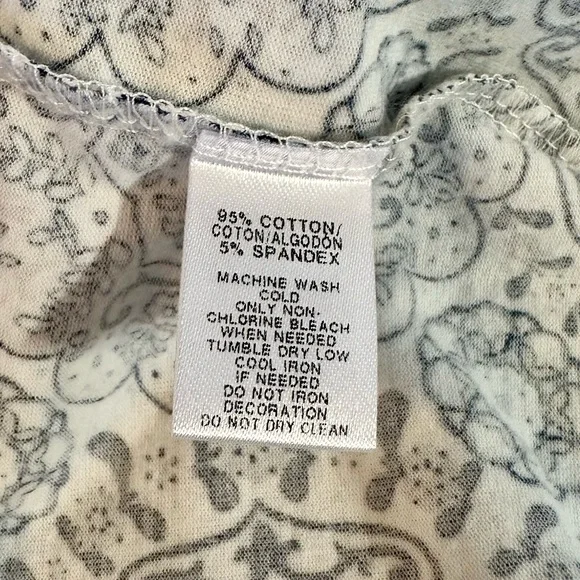 95% COTTON/
COTON/ALGODÓN
5% SPANDEX
MACHINE WASH
COLD
ONLY NON-
CHLORINE BLEACH
WHEN NEEDED
TUMBLE DRY LOW
COOL IRON
IF NEEDED
DO NOT IRON
DECORATION
DO NOT DRY CLEAN